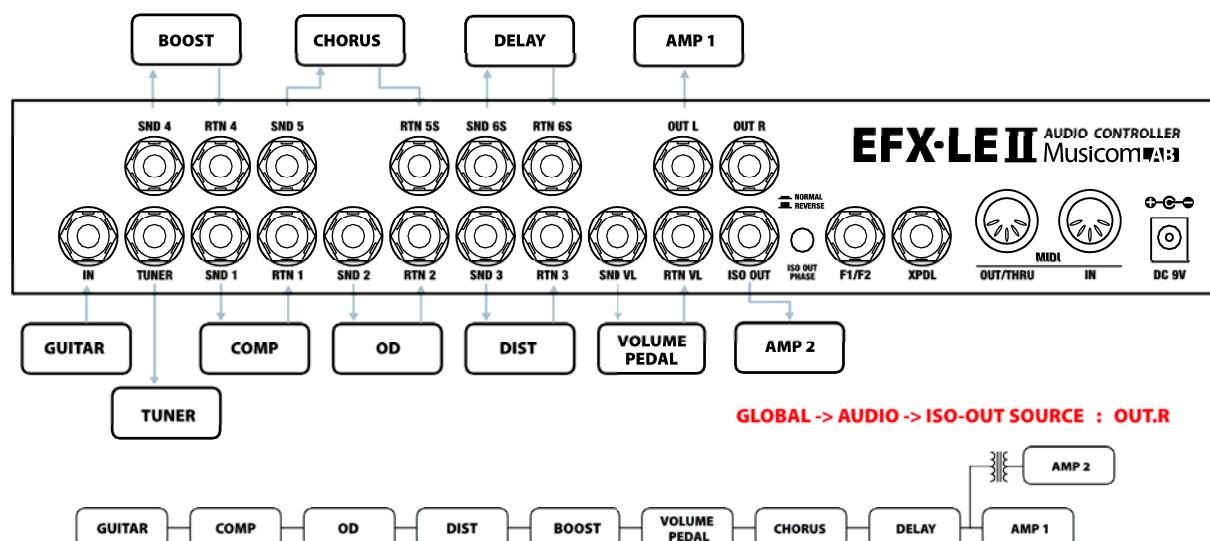 BOOST
CHORUS
DELAY
AMP 1
SND 4
RTN 4
SND 5
RTN 5S
SND 6S
RTN 6S
OUT L
OUT R
EFX·LE II AUDIO CONTROLLER
MusicomLAB
NORMAL
REVERSE
IN
TUNER
SND 1
RTN 1
SND 2
RTN 2
SND 3
RTN 3
SND VL
RTN VL
ISO OUT
ISO OUT
PHASE
F1/F2
XPDL
MIDI
OUT/THRU
IN
DC 9V
GUITAR
COMP
OD
DIST
VOLUME
PEDAL
AMP 2
TUNER
GLOBAL -> AUDIO -> ISO-OUT SOURCE : OUT.R
AMP 2
GUITAR
COMP
OD
DIST
BOOST
VOLUME
PEDAL
CHORUS
DELAY
AMP 1